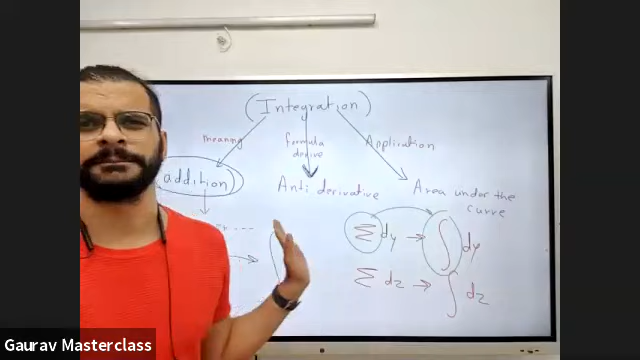 (Integration)
meaning
formula
derive
Application
addition
Anti derivative
Area under the
curve
Σ dy → ∫ dy
Σ dz → ∫ dz
Gaurav Masterclass